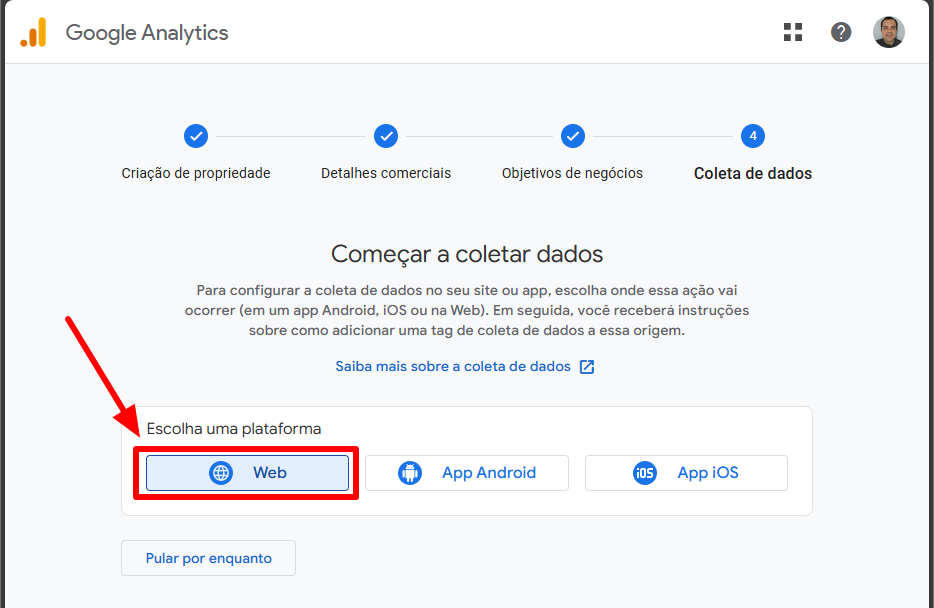 Google Analytics
?
4
Criação de propriedade
Detalhes comerciais
Objetivos de negócios
Coleta de dados
Começar a coletar dados
Para configurar a coleta de dados no seu site ou app, escolha onde essa ação vai
ocorrer (em um app Android, iOS ou na Web). Em seguida, você receberá instruções
sobre como adicionar uma tag de coleta de dados a essa origem.
Saiba mais sobre a coleta de dados
Escolha uma plataforma
Web
App Android
iOS App iOS
Pular por enquanto